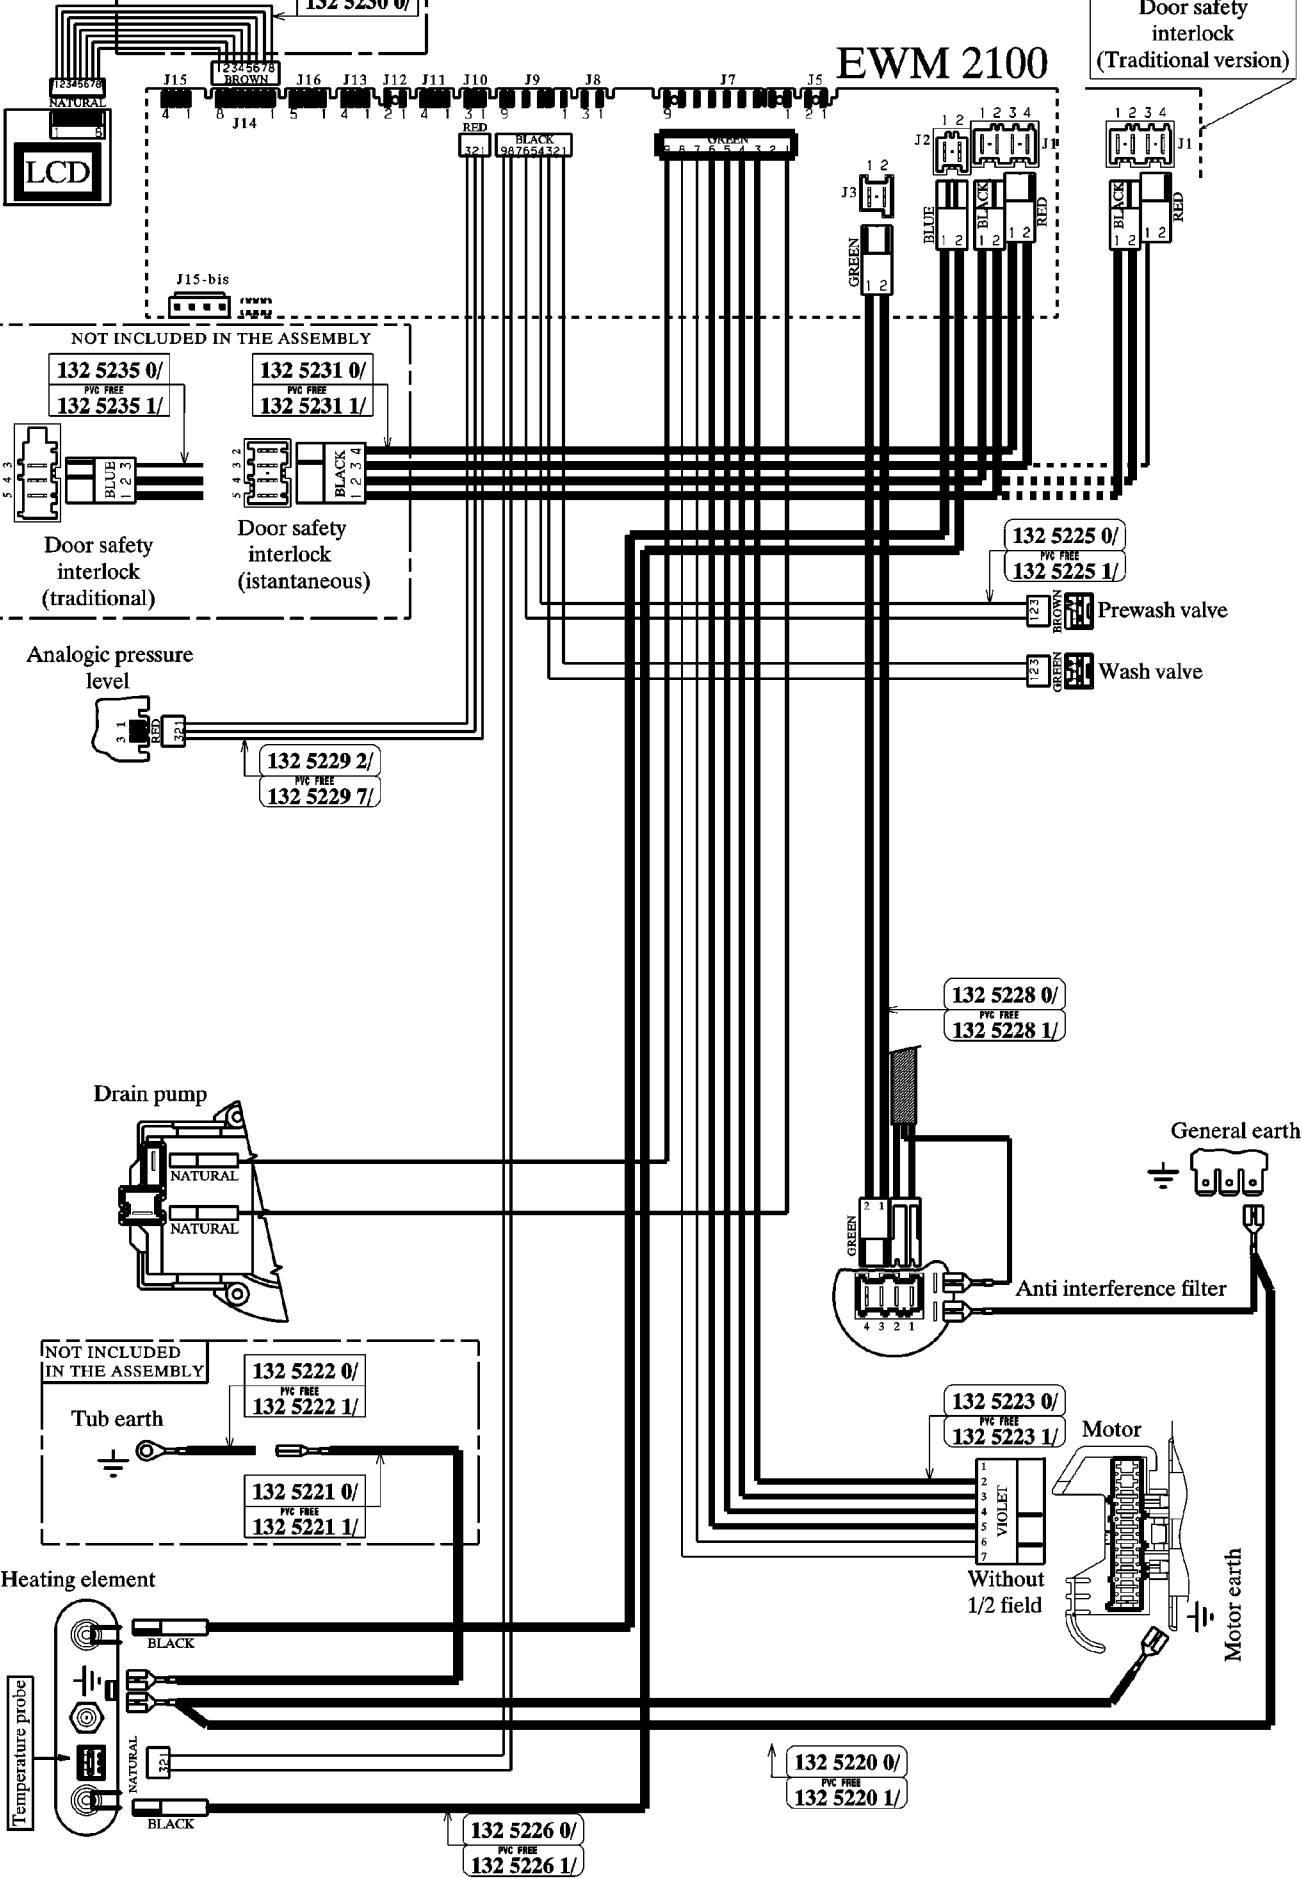 132 5230 0/
Door safety
interlock
(Traditional version)
EWM 2100
12345678
NATURAL
1 8
LCD
12345678
BROWN
J15
J16
J13
J12
J11
J10
J9
J8
J7
J5
4 1
8 1
5 1
4 1
2 1
4 1
3 1
9 1
3 1
9 1
2 1
J14
RED
321
BLACK
987654321
GREEN
9 8 7 6 5 4 3 2 1
1 2
J3
GREEN
1 2
1 2
J2
BLUE
1 2
1 2 3 4
J1
BLACK
1 2
RED
1 2
1 2 3 4
J1
BLACK
1 2
RED
1 2
J15-bis
NOT INCLUDED IN THE ASSEMBLY
132 5235 0/
PVC FREE
132 5235 1/
132 5231 0/
PVC FREE
132 5231 1/
5 4 3
BLUE
1 2 3
5 4 3 2
BLACK
1 2 3 4
Door safety
interlock
(traditional)
Door safety
interlock
(istantaneous)
132 5225 0/
PVC FREE
132 5225 1/
123
BROWN
Prewash valve
123
GREEN
Wash valve
Analogic pressure
level
3 1
RED
321
132 5229 2/
PVC FREE
132 5229 7/
132 5228 0/
PVC FREE
132 5228 1/
Drain pump
NATURAL
NATURAL
General earth
2 1
GREEN
4 3 2 1
Anti interference filter
NOT INCLUDED
IN THE ASSEMBLY
132 5222 0/
PVC FREE
132 5222 1/
Tub earth
132 5221 0/
PVC FREE
132 5221 1/
132 5223 0/
PVC FREE
132 5223 1/
Motor
1
2
3
4
5
6
7
VIOLET
Without
1/2 field
Motor earth
Heating element
BLACK
Temperature probe
NATURAL
321
BLACK
132 5220 0/
PVC FREE
132 5220 1/
132 5226 0/
PVC FREE
132 5226 1/